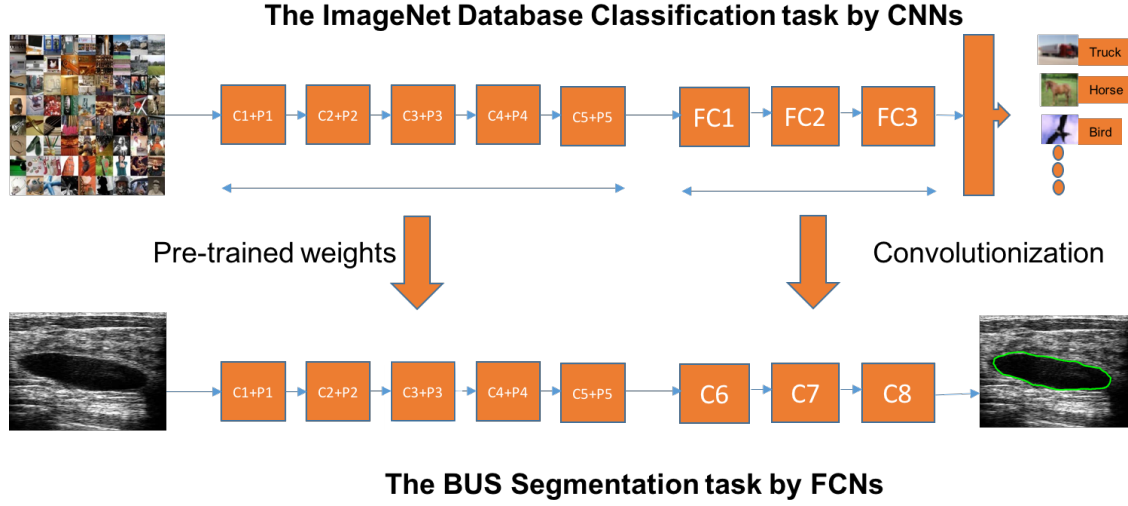 The ImageNet Database Classification task by CNNs
C1+P1 C2+P2 C3+P3 C4+P4 C5+P5 FC1 FC2 FC3
Truck
Horse
Bird
Pre-trained weights
Convolutionization
C1+P1 C2+P2 C3+P3 C4+P4 C5+P5 C6 C7 C8
The BUS Segmentation task by FCNs